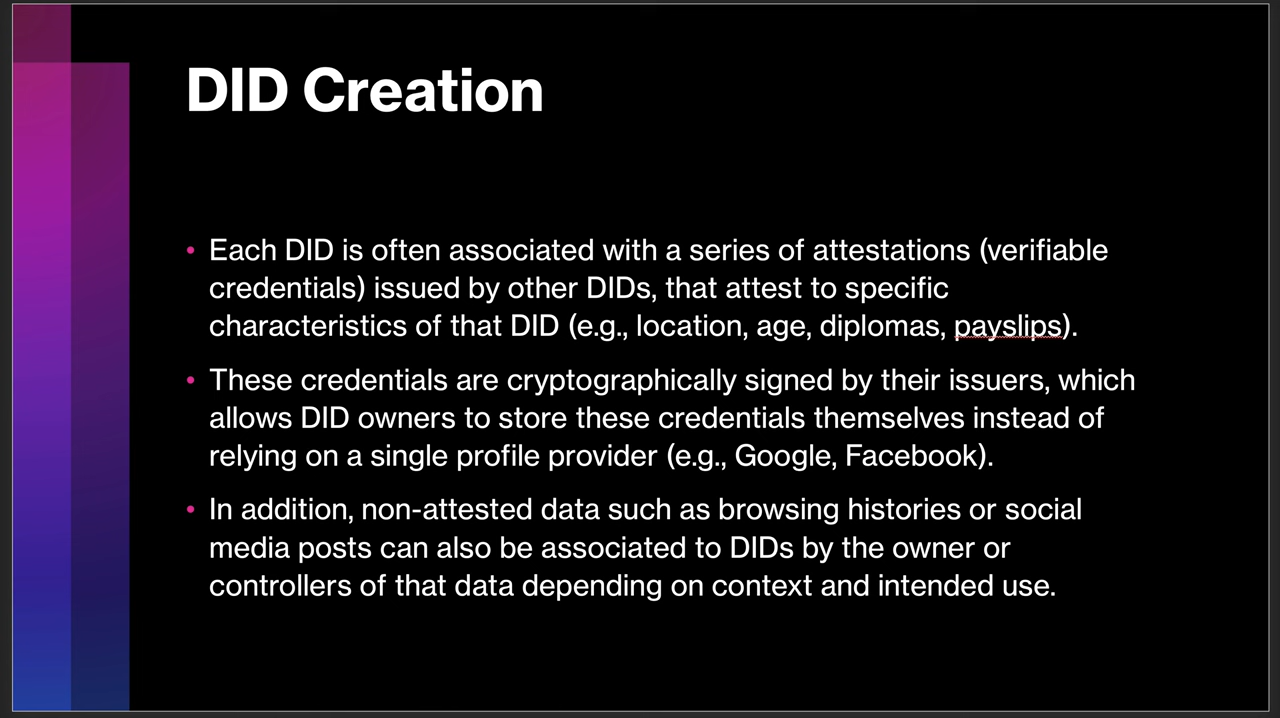 DID Creation
• Each DID is often associated with a series of attestations (verifiable
credentials) issued by other DIDs, that attest to specific
characteristics of that DID (e.g., location, age, diplomas, payslips).
• These credentials are cryptographically signed by their issuers, which
allows DID owners to store these credentials themselves instead of
relying on a single profile provider (e.g., Google, Facebook).
• In addition, non-attested data such as browsing histories or social
media posts can also be associated to DIDs by the owner or
controllers of that data depending on context and intended use.